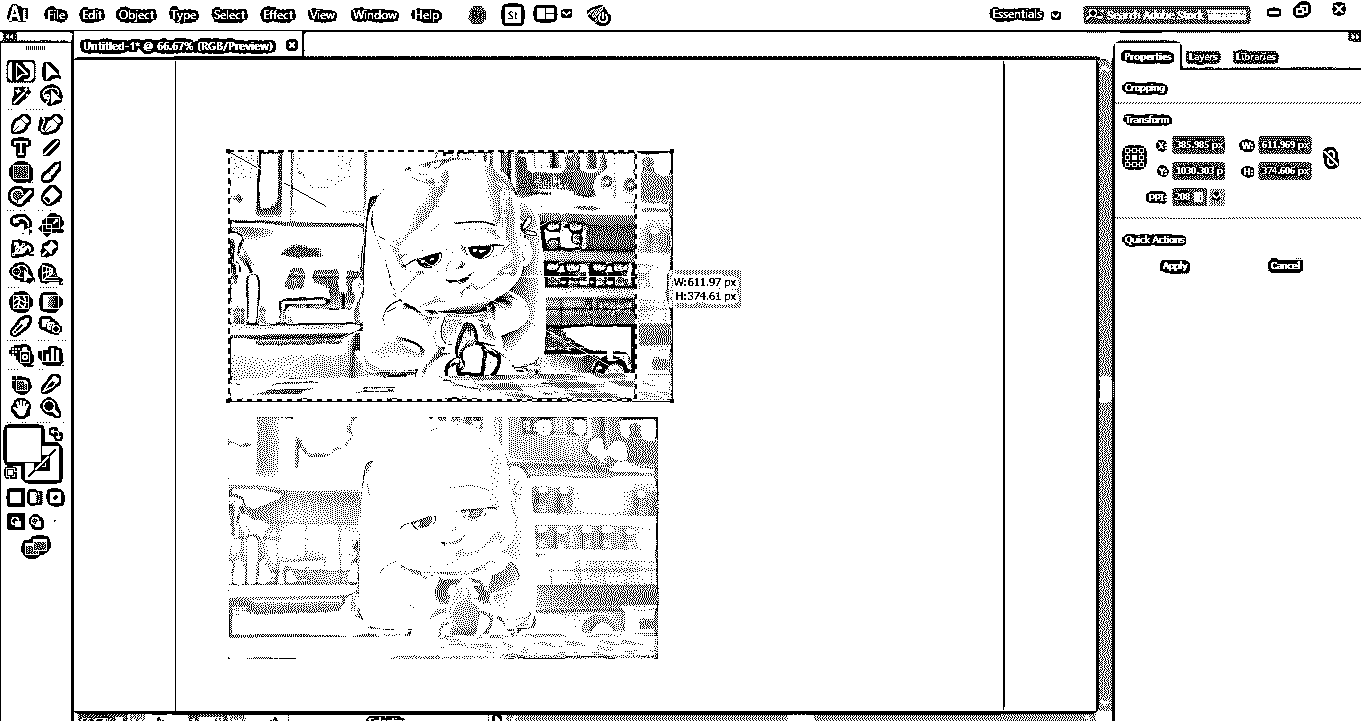 Ai File Edit Object Type Select Effect View Window Help St Essentials Search Adobe Stock
Untitled-1* @ 66.67% (RGB/Preview)
Properties Layers Libraries
Cropping
Transform
X: 385.985 px W: 611.969 px
Y: 1030.303 p H: 374.606 px
PPI: 208
Quick Actions
Apply Cancel
W:611.97 px
H:374.61 px